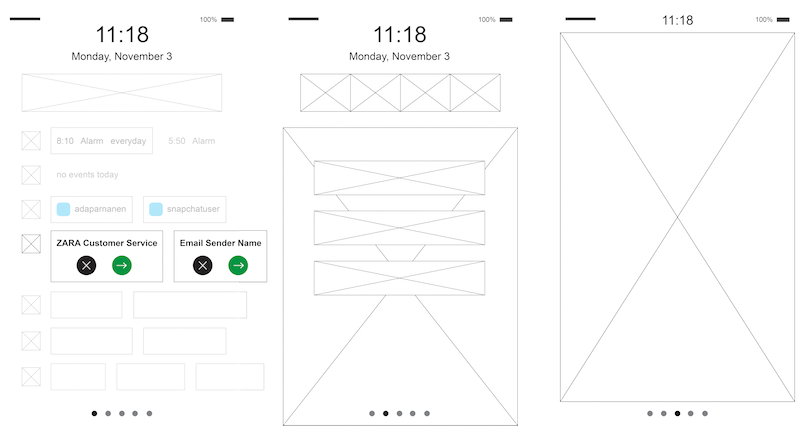 100%
11:18
Monday, November 3
8:10 Alarm everyday
5:50 Alarm
no events today
adapamanen
snapchatuser
ZARA Customer Service
Email Sender Name
100%
11:18
Monday, November 3
11:18
100%